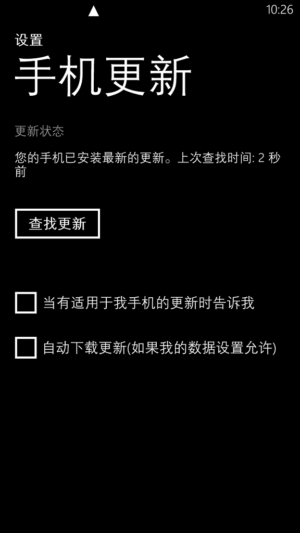 10:26
设置
手机更新
更新状态
您的手机已安装最新的更新。上次查找时间: 2 秒
前
查找更新
当有适用于我手机的更新时告诉我
自动下载更新(如果我的数据设置允许)